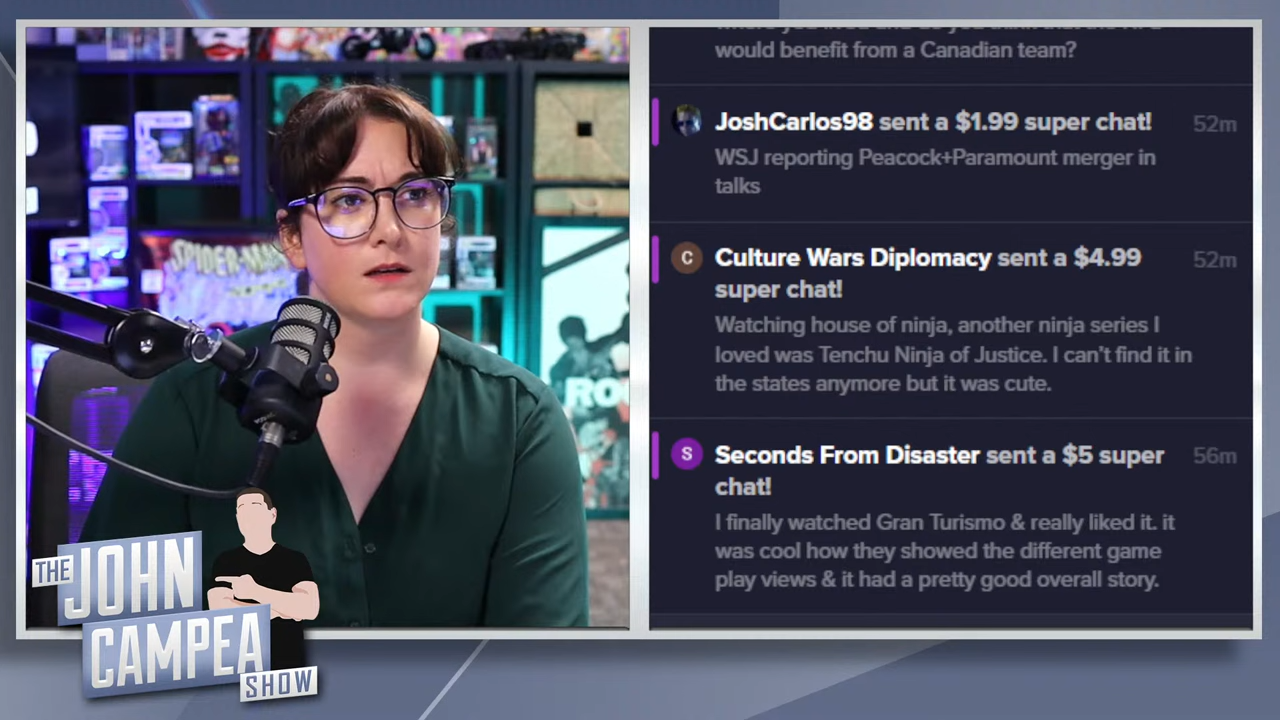 would benefit from a Canadian team?
JoshCarlos98 sent a $1.99 super chat!
52m
WSJ reporting Peacock+Paramount merger in
talks
C
Culture Wars Diplomacy sent a $4.99
52m
super chat!
Watching house of ninja, another ninja series I
loved was Tenchu Ninja of Justice. I can't find it in
the states anymore but it was cute.
S
Seconds From Disaster sent a $5 super
56m
chat!
I finally watched Gran Turismo & really liked it. it
was cool how they showed the different game
play views & it had a pretty good overall story.
SPIDER-MAN
RO
THE
JOHN
CAMPEA
SHOW